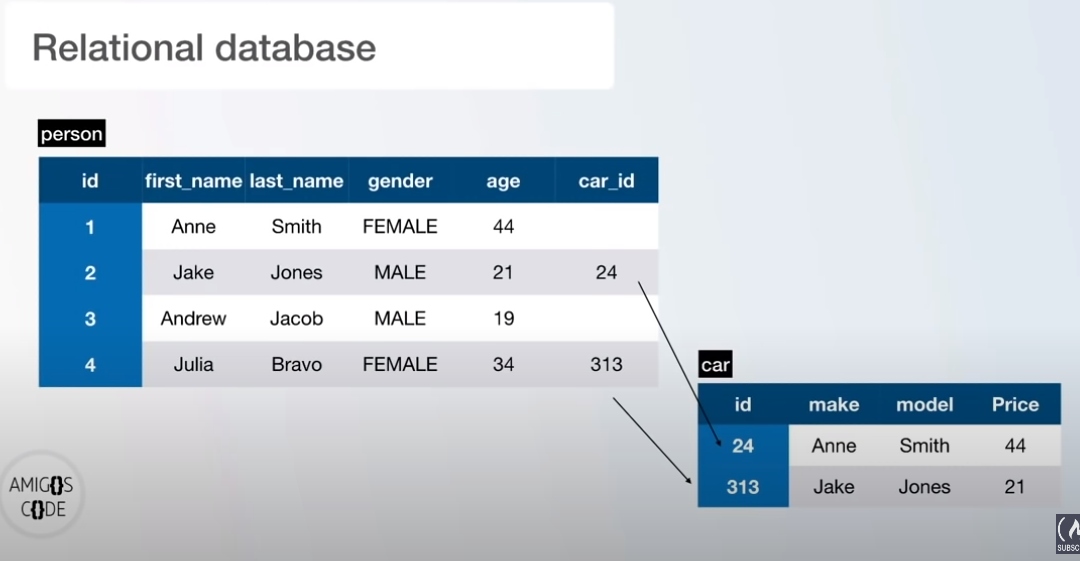 Relational database
person
id first_name last_name gender age car_id
1 Anne Smith FEMALE 44
2 Jake Jones MALE 21 24
3 Andrew Jacob MALE 19
4 Julia Bravo FEMALE 34 313
car
id make model Price
24 Anne Smith 44
313 Jake Jones 21
AMIG{}S
C{}DE